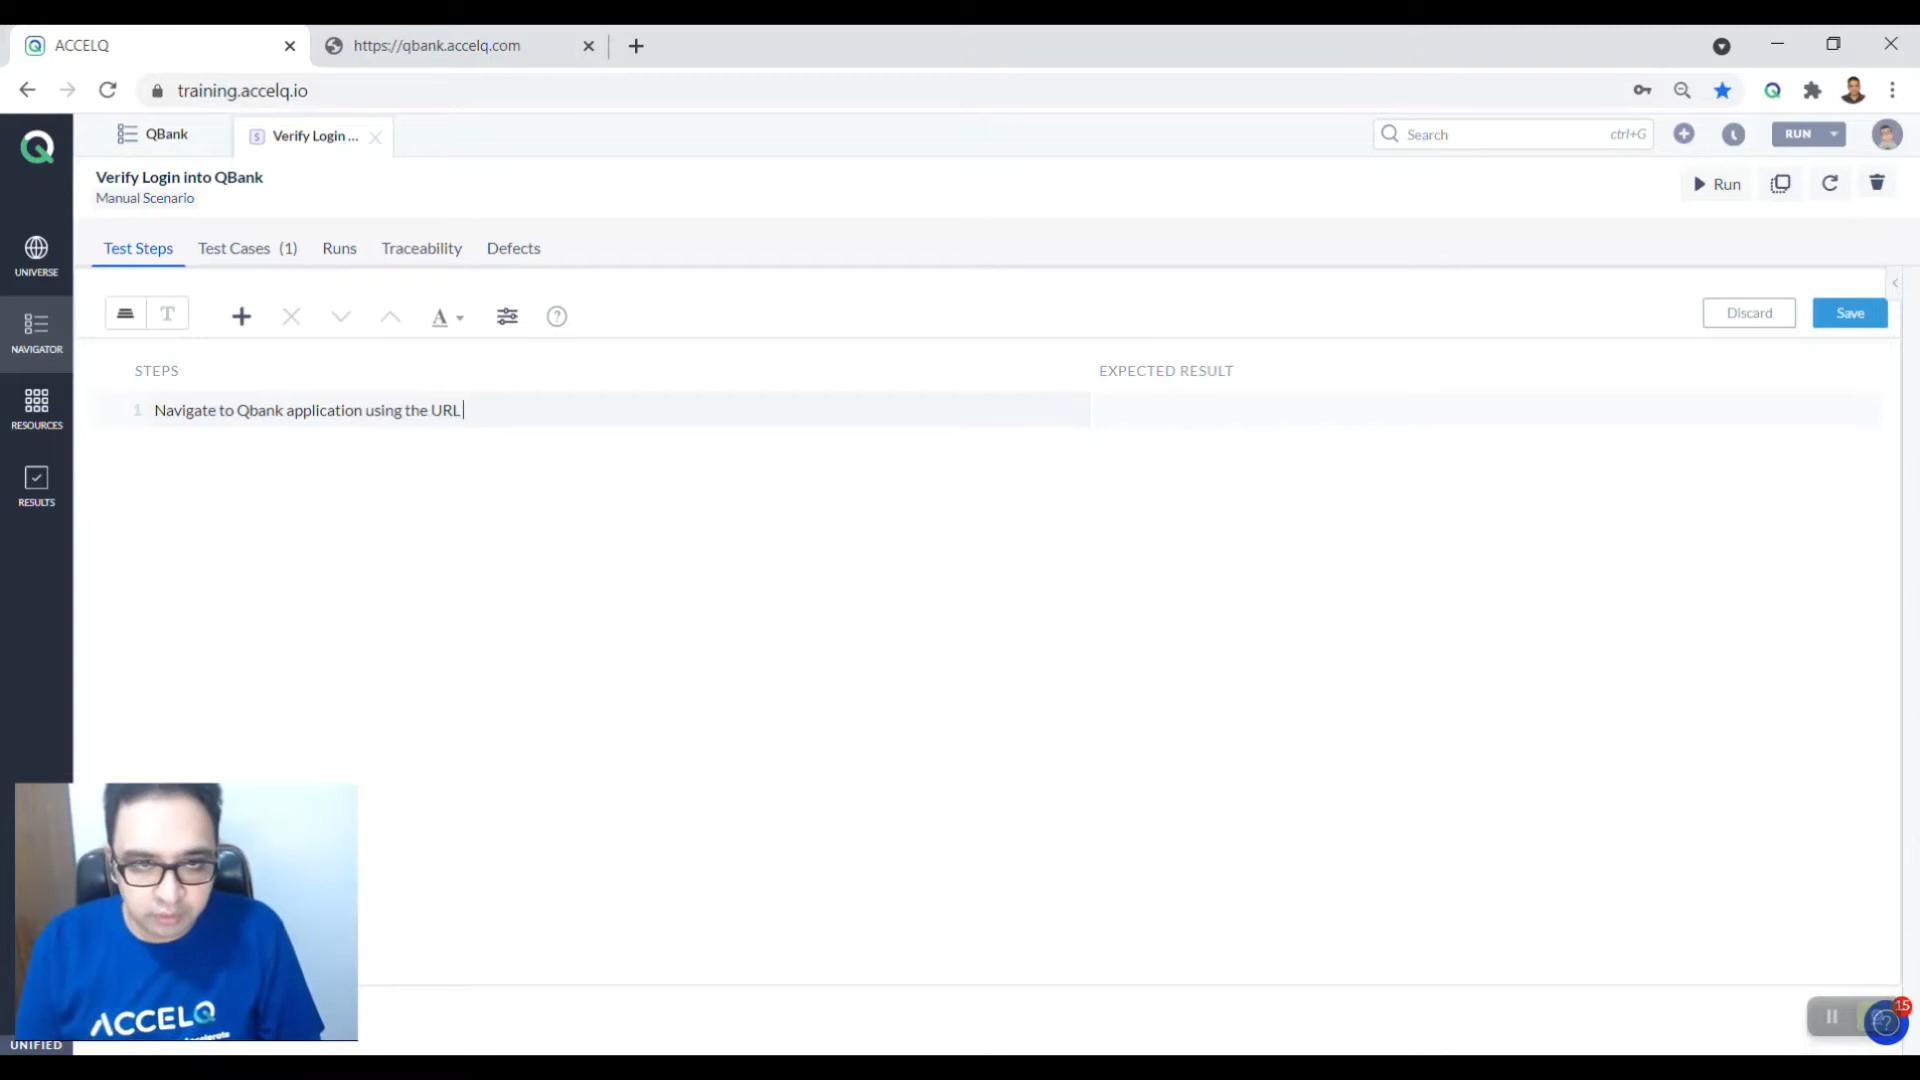 ACCELQ
https://qbank.accelq.com
training.accelq.io
QBank
Verify Login ...
Search
ctrl+G
RUN
Verify Login into QBank
Manual Scenario
Run
Test Steps
Test Cases (1)
Runs
Traceability
Defects
UNIVERSE
NAVIGATOR
RESOURCES
RESULTS
Discard
Save
STEPS
EXPECTED RESULT
1 Navigate to Qbank application using the URL
ACCELQ
UNIFIED
15